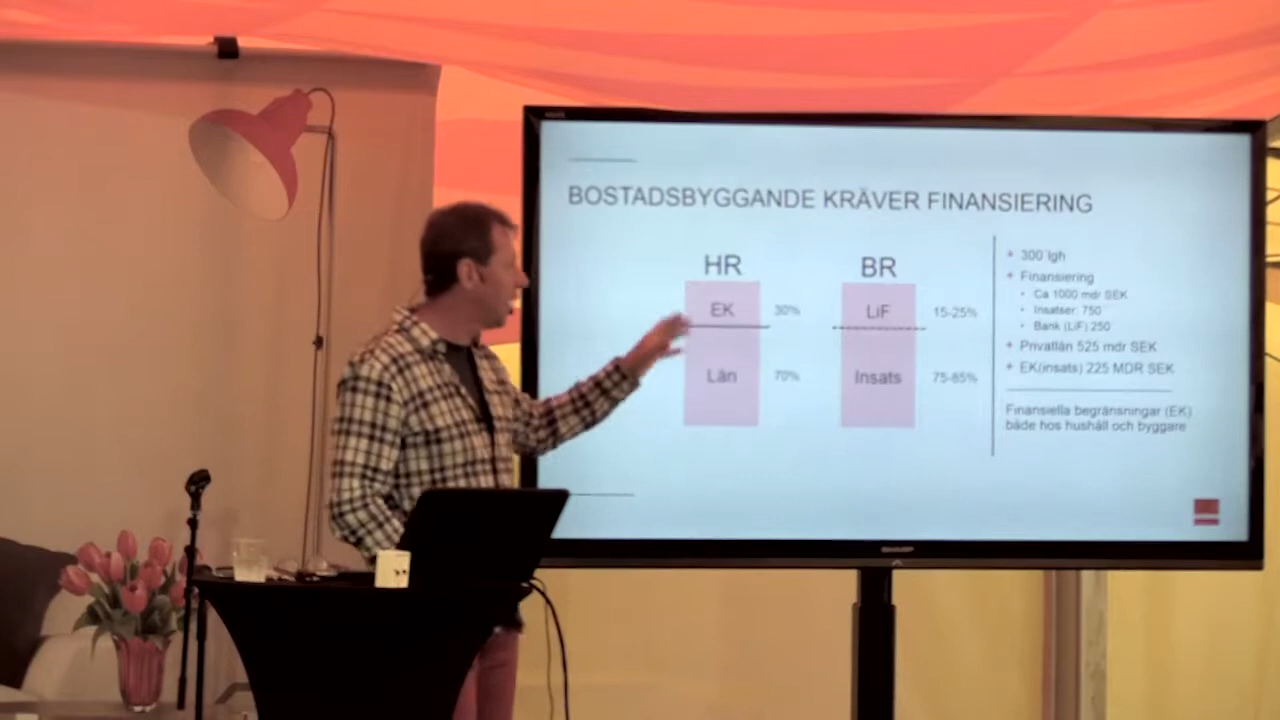 BOSTADSBYGGANDE KRÄVER FINANSIERING
HR
EK 30%
Lån 70%
BR
LiF 15-25%
Insats 75-85%
300 lgh
Finansiering
Ca 1000 mdr SEK
Insatser: 750
Bank (LiF) 250
Privatlån 525 mdr SEK
EK(insats) 225 MDR SEK
Finansiella begränsningar (EK)
både hos hushåll och byggare
SHARP